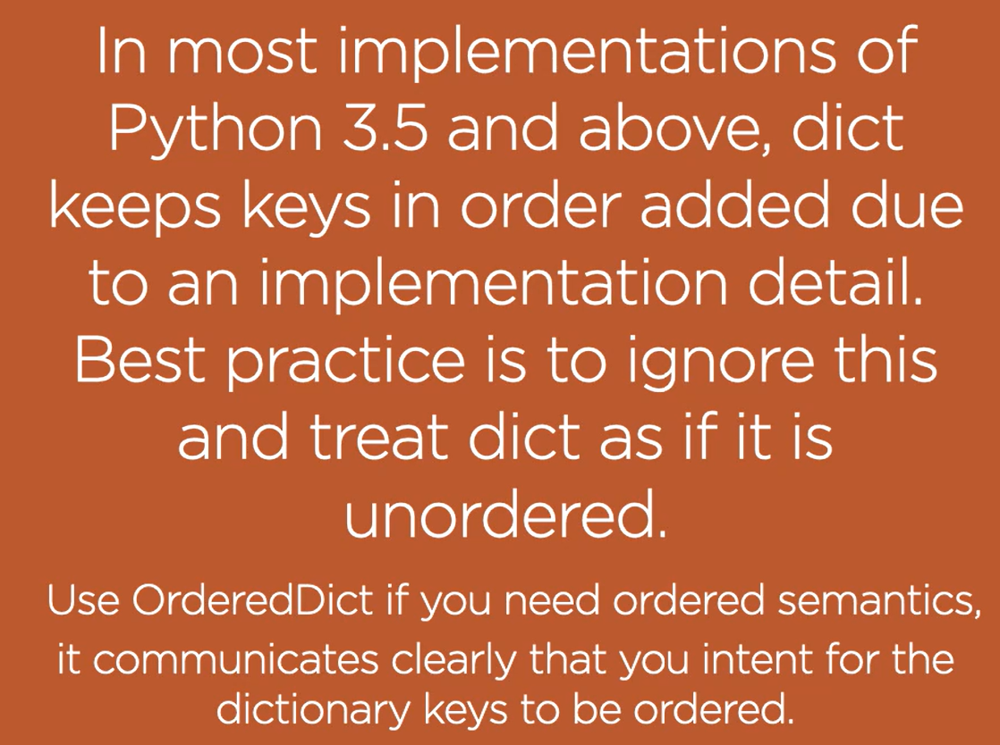 In most implementations of
Python 3.5 and above, dict
keeps keys in order added due
to an implementation detail.
Best practice is to ignore this
and treat dict as if it is
unordered.
Use OrderedDict if you need ordered semantics,
it communicates clearly that you intent for the
dictionary keys to be ordered.